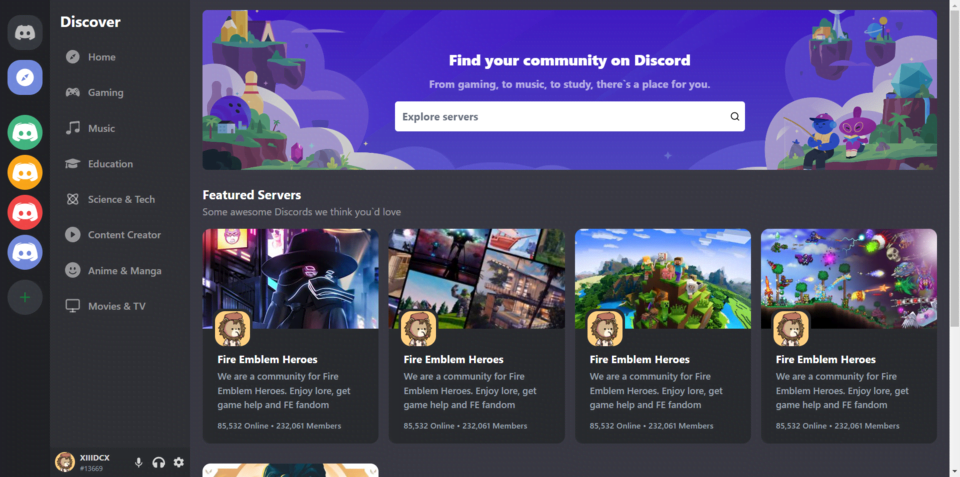 Discover
Home
Gaming
Music
Education
Science & Tech
Content Creator
Anime & Manga
Movies & TV
XIIIDCX
#13669
Find your community on Discord
From gaming, to music, to study, there`s a place for you.
Explore servers
Featured Servers
Some awesome Discords we think you`d love
Fire Emblem Heroes
We are a community for Fire
Emblem Heroes. Enjoy lore, get
game help and FE fandom
85,532 Online • 232,061 Members
Fire Emblem Heroes
We are a community for Fire
Emblem Heroes. Enjoy lore, get
game help and FE fandom
85,532 Online • 232,061 Members
Fire Emblem Heroes
We are a community for Fire
Emblem Heroes. Enjoy lore, get
game help and FE fandom
85,532 Online • 232,061 Members
Fire Emblem Heroes
We are a community for Fire
Emblem Heroes. Enjoy lore, get
game help and FE fandom
85,532 Online • 232,061 Members